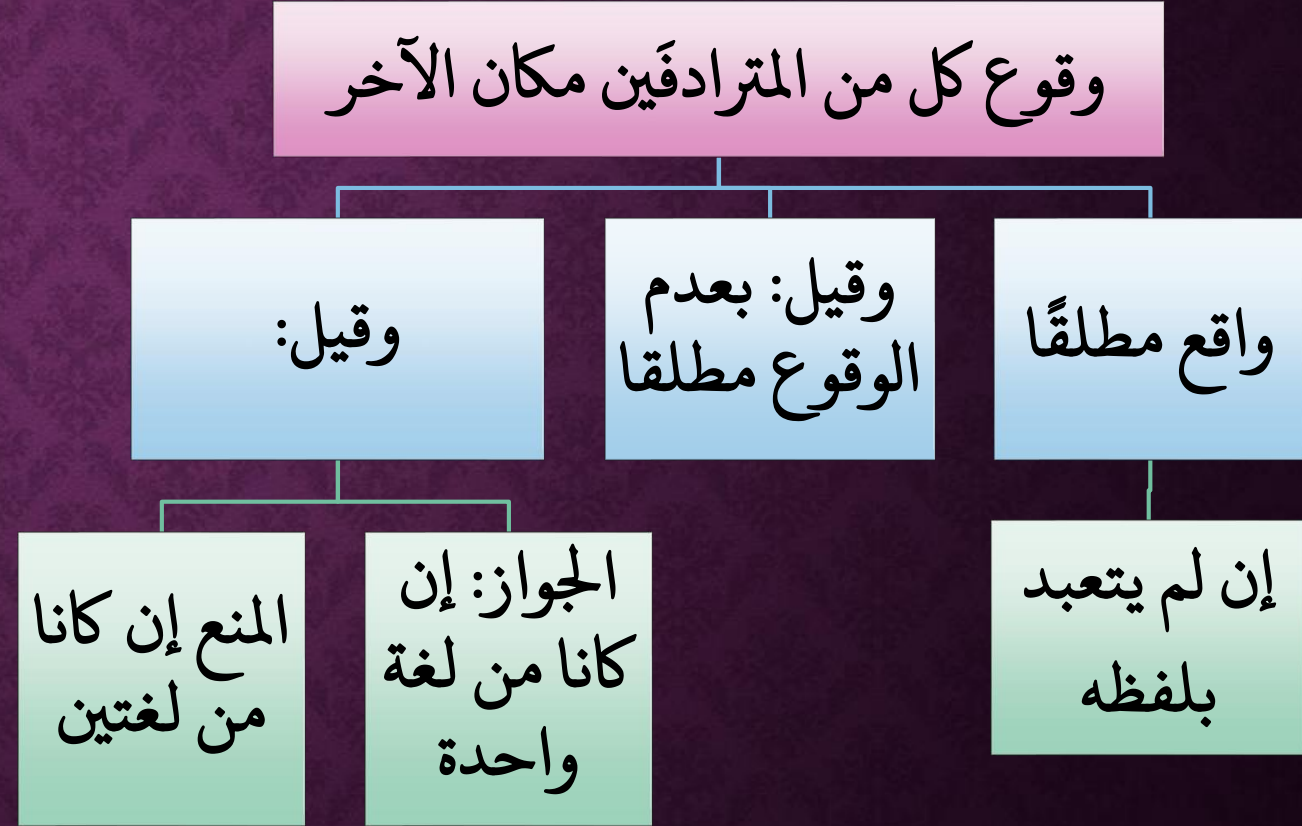 وقوع كل من المترادفَين مكان الآخر
واقع مطلقًا
وقيل: بعدم
الوقوع مطلقا
وقيل:
إن لم يتعبد
بلفظه
الجواز: إن
كانا من لغة
واحدة
المنع إن كانا
من لغتين